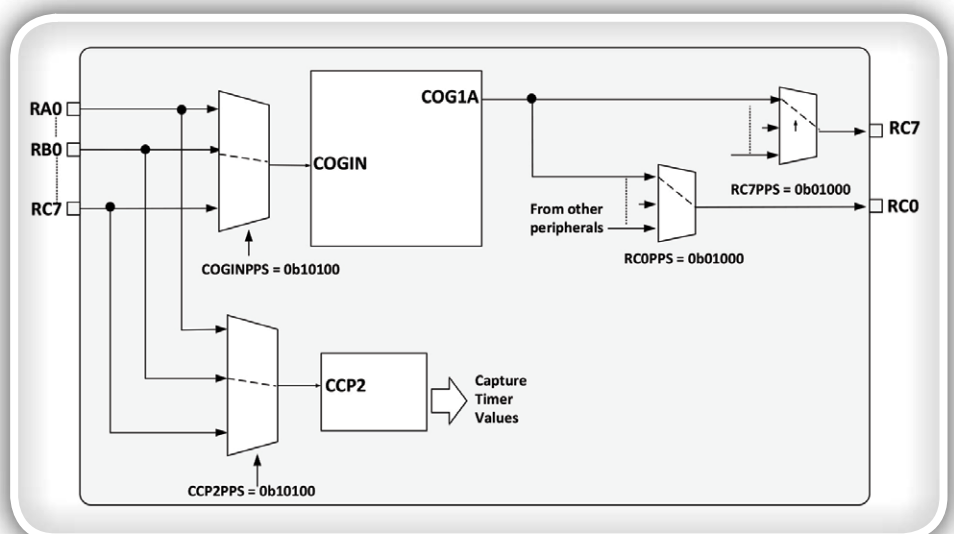 RA0
RB0
RC7
COGIN
COGINPPS = 0b10100
COG1A
RC7
RC7PPS = 0b01000
RC0
From other
peripherals
RC0PPS = 0b01000
CCP2
Capture
Timer
Values
CCP2PPS = 0b10100